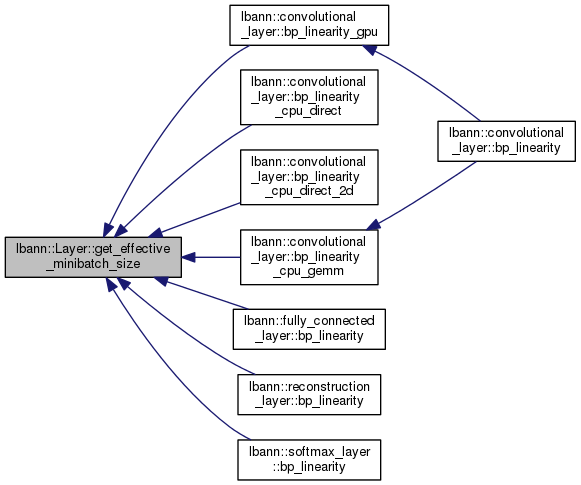 lbann::convolutional
_layer::bp_linearity_gpu
lbann::convolutional
_layer::bp_linearity
_cpu_direct
lbann::convolutional
_layer::bp_linearity
lbann::convolutional
_layer::bp_linearity
_cpu_direct_2d
lbann::Layer::get_effective
_minibatch_size
lbann::convolutional
_layer::bp_linearity
_cpu_gemm
lbann::fully_connected
_layer::bp_linearity
lbann::reconstruction
_layer::bp_linearity
lbann::softmax_layer
::bp_linearity